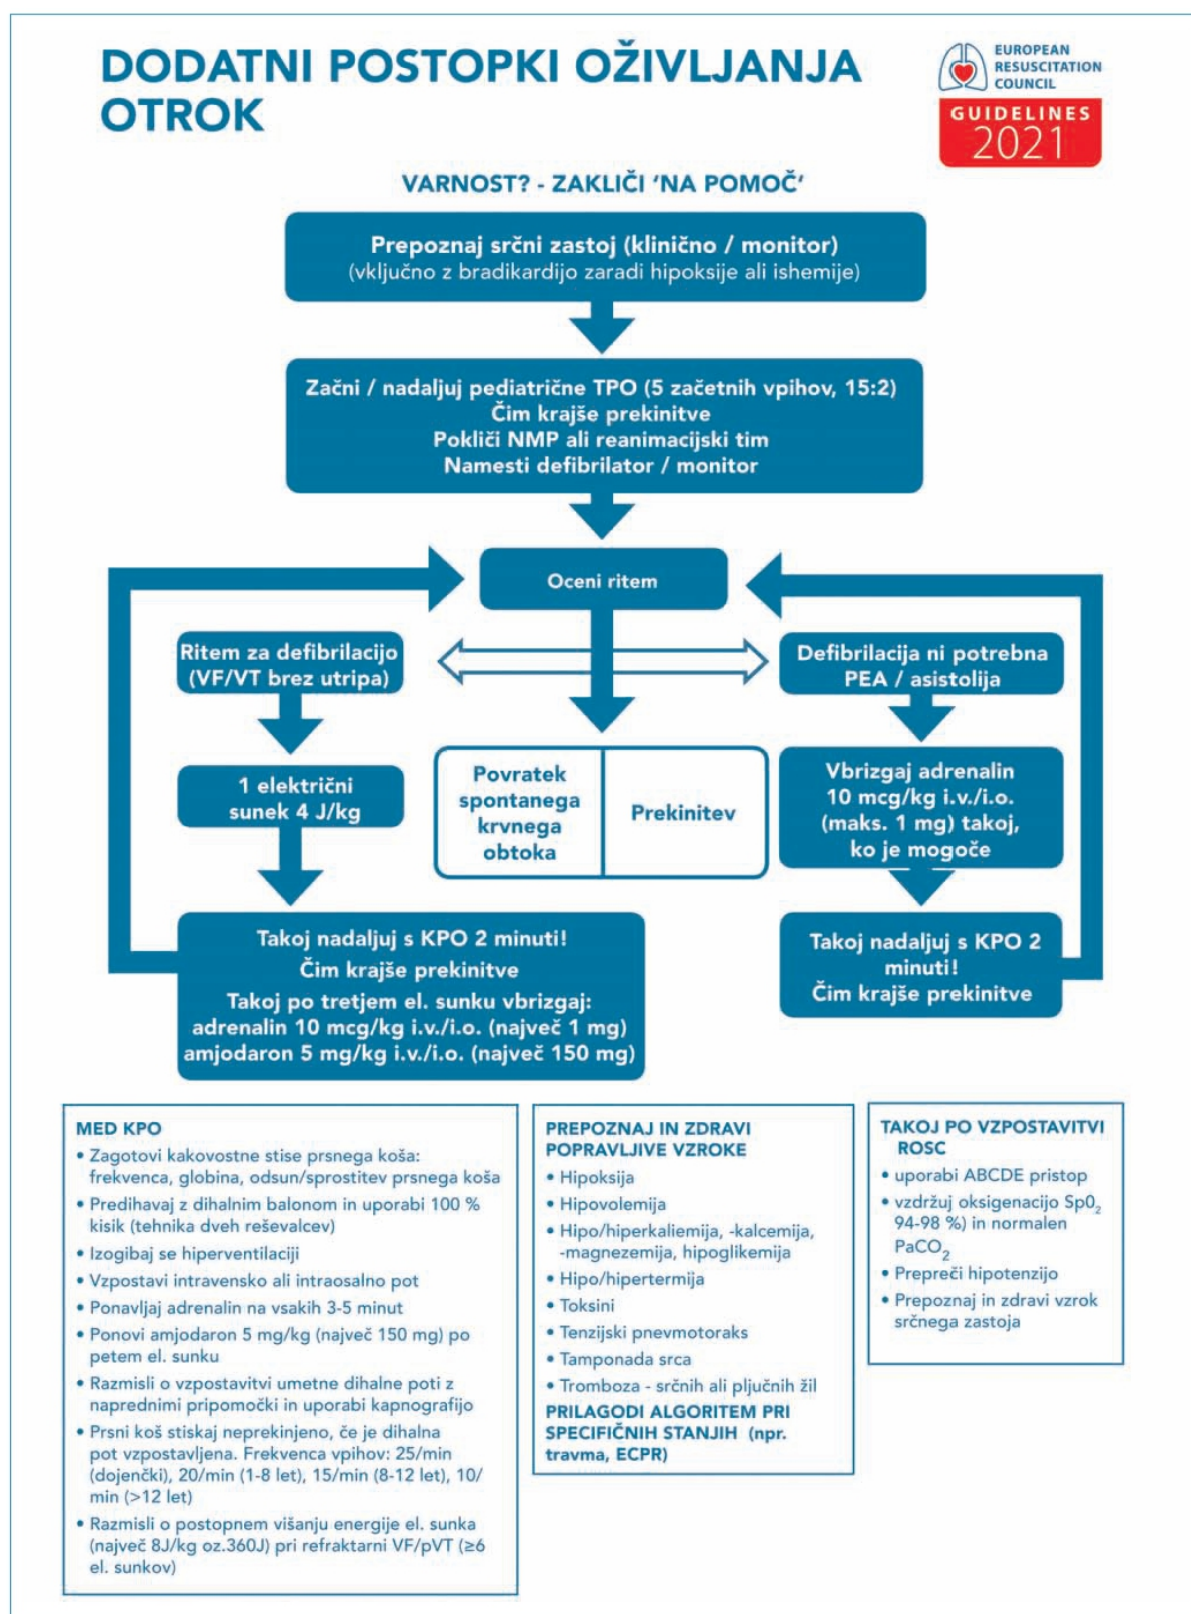 DODATNI POSTOPKI OŽIVLJANJA
OTROK
EUROPEAN
RESUSCITATION
COUNCIL
GUIDELINES
2021
VARNOST? - ZAKLIČI ‘NA POMOČ’
Prepoznaj srčni zastoj (klinično / monitor)
(vključno z bradikardijo zaradi hipoksije ali ishemije)
Začni / nadaljuj pediatrične TPO (5 začetnih vpihov, 15:2)
Čim krajše prekinitve
Pokliči NMP ali reanimacijski tim
Namesti defibrilator / monitor
Oceni ritem
Ritem za defibrilacijo
(VF/VT brez utripa)
Defibrilacija ni potrebna
PEA / asistolija
1 električni
sunek 4 J/kg
Povratek
spontanega
krvnega
obtoka
Prekinitev
Vbrizgaj adrenalin
10 mcg/kg i.v./i.o.
(maks. 1 mg) takoj,
ko je mogoče
Takoj nadaljuj s KPO 2 minuti!
Čim krajše prekinitve
Takoj po tretjem el. sunku vbrizgaj:
adrenalin 10 mcg/kg i.v./i.o. (največ 1 mg)
amjodaron 5 mg/kg i.v./i.o. (največ 150 mg)
Takoj nadaljuj s KPO 2
minuti!
Čim krajše prekinitve
MED KPO
• Zagotovi kakovostne stise prsnega koša:
frekvenca, globina, odsun/sprostitev prsnega koša
• Predihavaj z dihalnim balonom in uporabi 100 %
kisik (tehnika dveh reševalcev)
• Izogibaj se hiperventilaciji
• Vzpostavi intravensko ali intraosalno pot
• Ponavljaj adrenalin na vsakih 3-5 minut
• Ponovi amjodaron 5 mg/kg (največ 150 mg) po
petem el. sunku
• Razmisli o vzpostavitvi umetne dihalne poti z
naprednimi pripomočki in uporabi kapnografijo
• Prsni koš stiskaj neprekinjeno, če je dihalna
pot vzpostavljena. Frekvenca vpihov: 25/min
(dojenčki), 20/min (1-8 let), 15/min (8-12 let), 10/
min (>12 let)
• Razmisli o postopnem višanju energije el. sunka
(največ 8J/kg oz.360J) pri refraktarni VF/pVT (≥6
el. sunkov)
PREPOZNAJ IN ZDRAVI
POPRAVLJIVE VZROKE
• Hipoksija
• Hipovolemija
• Hipo/hiperkaliemija, -kalcemija,
-magnezemija, hipoglikemija
• Hipo/hipertermija
• Toksini
• Tenzijski pnevmotoraks
• Tamponada srca
• Tromboza - srčnih ali pljučnih žil
PRILAGODI ALGORITEM PRI
SPECIFIČNIH STANJIH (npr.
travma, ECPR)
TAKOJ PO VZPOSTAVITVI
ROSC
• uporabi ABCDE pristop
• vzdržuj oksigenacijo Sp0₂
94-98 %) in normalen
PaCO₂
• Prepreči hipotenzijo
• Prepoznaj in zdravi vzrok
srčnega zastoja